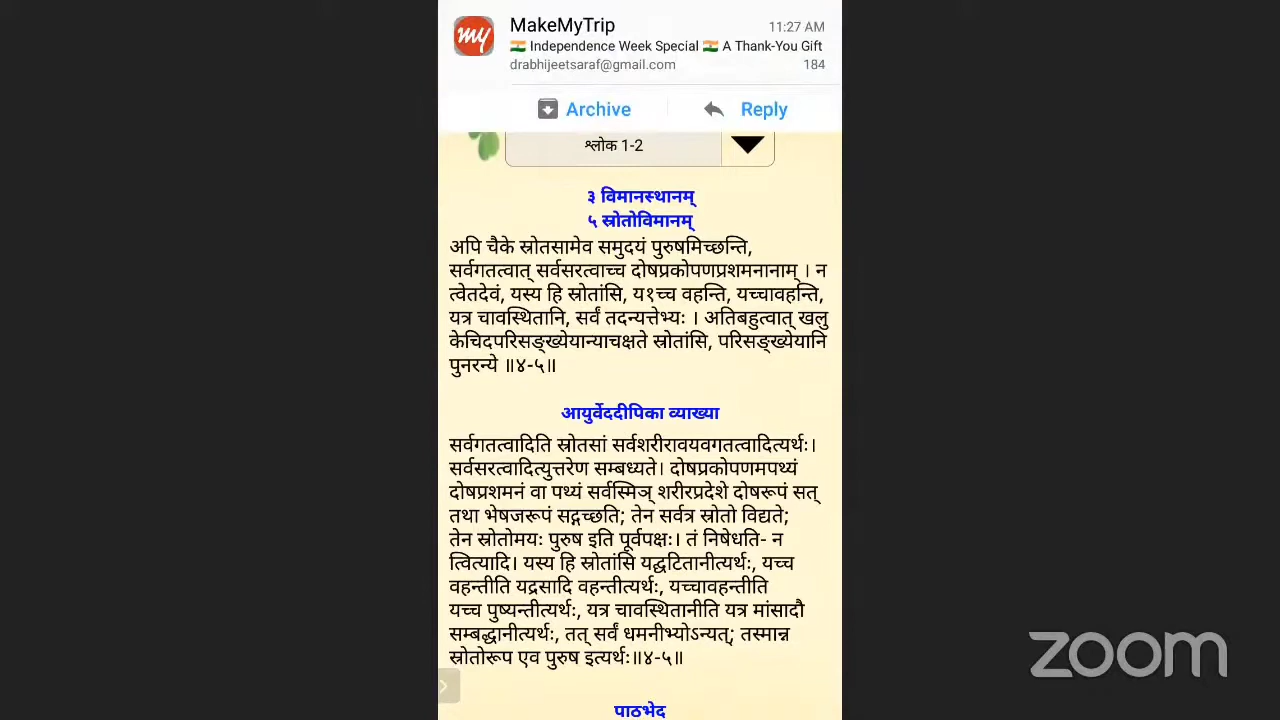 my
MakeMyTrip
11:27 AM
🇮🇳 Independence Week Special 🇮🇳 A Thank-You Gift
drabhijeetsaraf@gmail.com
184
Archive
Reply
श्लोक 1-2
३ विमानस्थानम्
५ स्रोतोविमानम्
अपि चैके स्रोतसामेव समुदयं पुरुषमिच्छन्ति,
सर्वगतत्वात् सर्वसरत्वाच्च दोषप्रकोपणप्रशमनानाम् । न
त्वेतदेवं, यस्य हि स्रोतांसि, य१च्च वहन्ति, यच्चावहन्ति,
यत्र चावस्थितानि, सर्वं तदन्यत्तेभ्यः । अतिबहुत्वात् खलु
केचिदपरिसङ्ख्येयान्याचक्षते स्रोतांसि, परिसङ्ख्येयानि
पुनरन्ये ॥४-५॥
आयुर्वेददीपिका व्याख्या
सर्वगतत्वादिति स्रोतसां सर्वशरीरावयवगतत्वादित्यर्थः।
सर्वसरत्वादित्युत्तरेण सम्बध्यते। दोषप्रकोपणमपथ्यं
दोषप्रशमनं वा पथ्यं सर्वस्मिञ् शरीरप्रदेशे दोषरूपं सत्
तथा भेषजरूपं सद्गच्छति; तेन सर्वत्र स्रोतो विद्यते;
तेन स्रोतोमयः पुरुष इति पूर्वपक्षः। तं निषेधति- न
त्वित्यादि। यस्य हि स्रोतांसि यद्घटितानीत्यर्थः, यच्च
वहन्तीति यद्रसादि वहन्तीत्यर्थः, यच्चावहन्तीति
यच्च पुष्यन्तीत्यर्थः, यत्र चावस्थितानीति यत्र मांसादौ
सम्बद्धानीत्यर्थः, तत् सर्वं धमनीभ्योऽन्यत्; तस्मान्न
स्रोतोरूप एव पुरुष इत्यर्थः॥४-५॥
पाठभेद
zoom